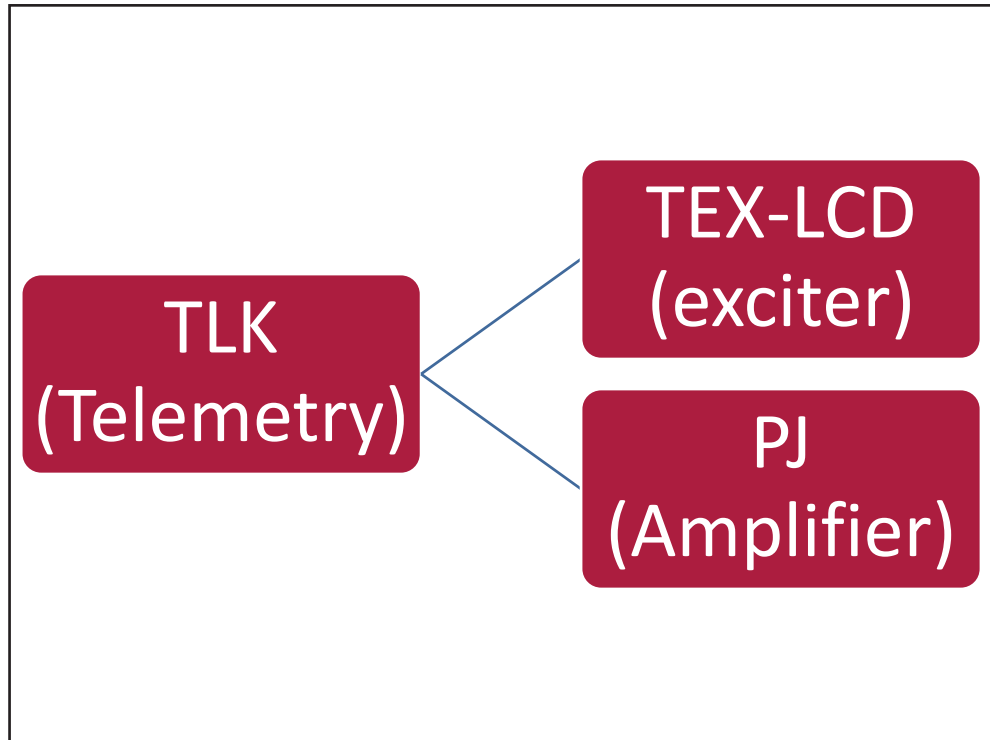 TLK
(Telemetry)
TEX-LCD
(exciter)
PJ
(Amplifier)